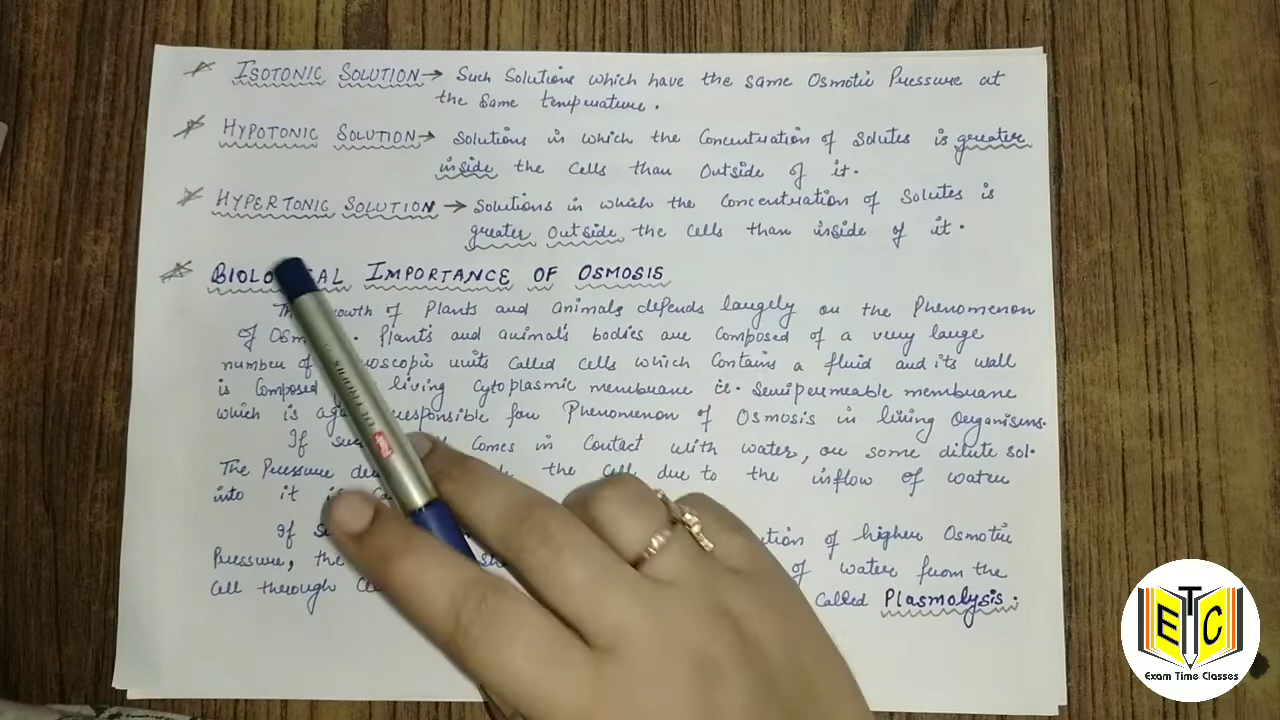 ISOTONIC SOLUTION → Such Solutions which have the same Osmotic Pressure at
the same temperature.
HYPOTONIC SOLUTION → Solutions in which the Concentration of Solutes is greater
inside the Cells than Outside of it.
HYPERTONIC SOLUTION → Solutions in which the Concentration of Solutes is
greater Outside the Cells than inside of it.
BIOLOGICAL IMPORTANCE OF OSMOSIS
of Plants and animals depends largely on the Phenomenon
Of Plants and animal's bodies are Composed of a very large
number of units Called Cells which Contains a fluid and its wall
is Composed living Cytoplasmic membrane i.e. Semipermeable membrane
which is responsible for Phenomenon of Osmosis in living Organisms.
If Comes in Contact with water, or some dilute sol.
The Pressure the Cell due to the inflow of water
into it
If of higher Osmotic
Pressure, the of water from the
Cell through Called Plasmolysis.
ETC
Exam Time Classes